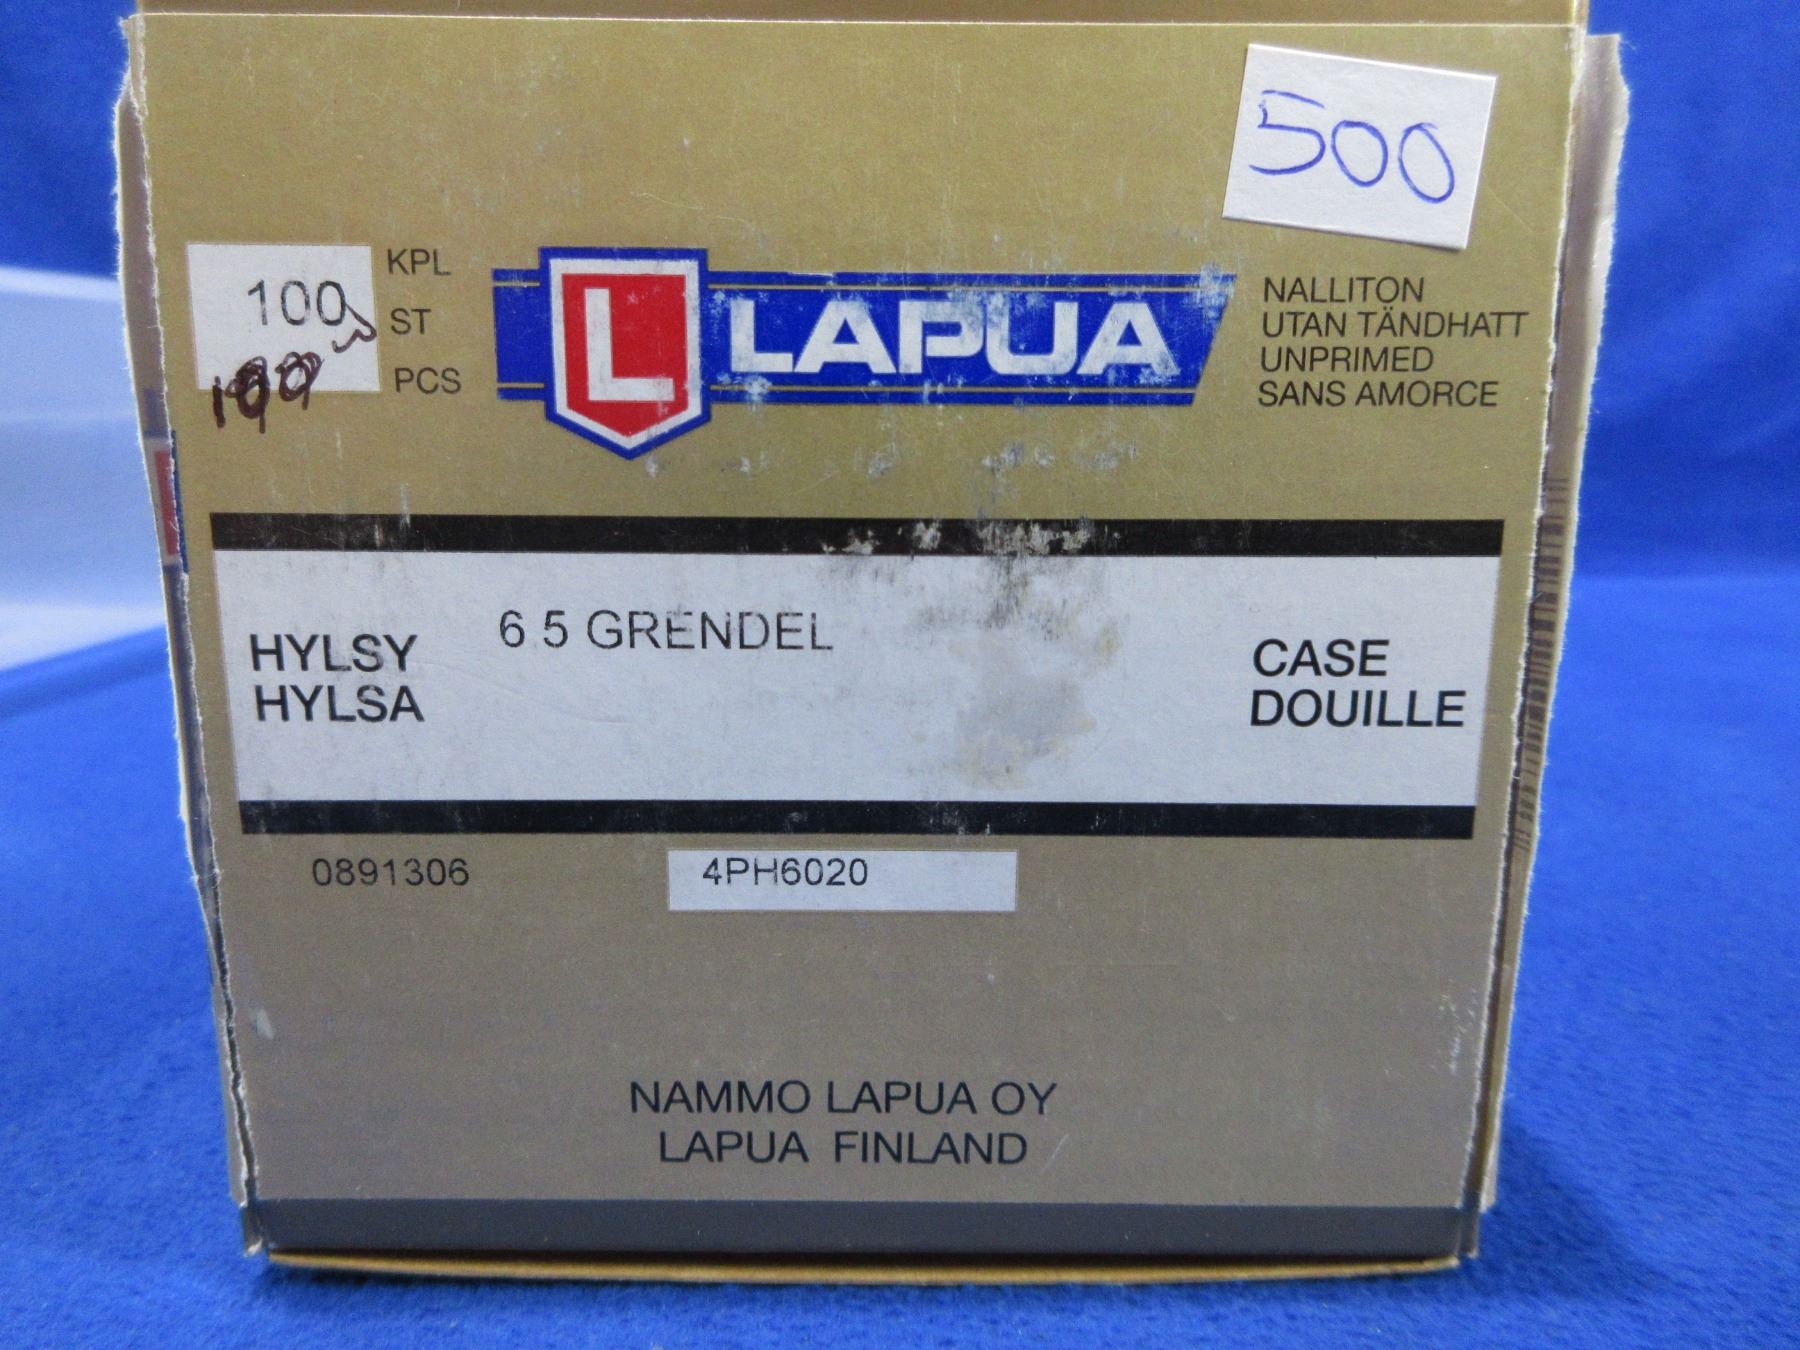 500
100
KPL
ST
PCS
L LAPUA
NALLITON
UTAN TÄNDHATT
UNPRIMED
SANS AMORCE
HYLSY
HYLSA
6.5 GRENDEL
CASE
DOUILLE
0891306
4PH6020
NAMMO LAPUA OY
LAPUA FINLAND